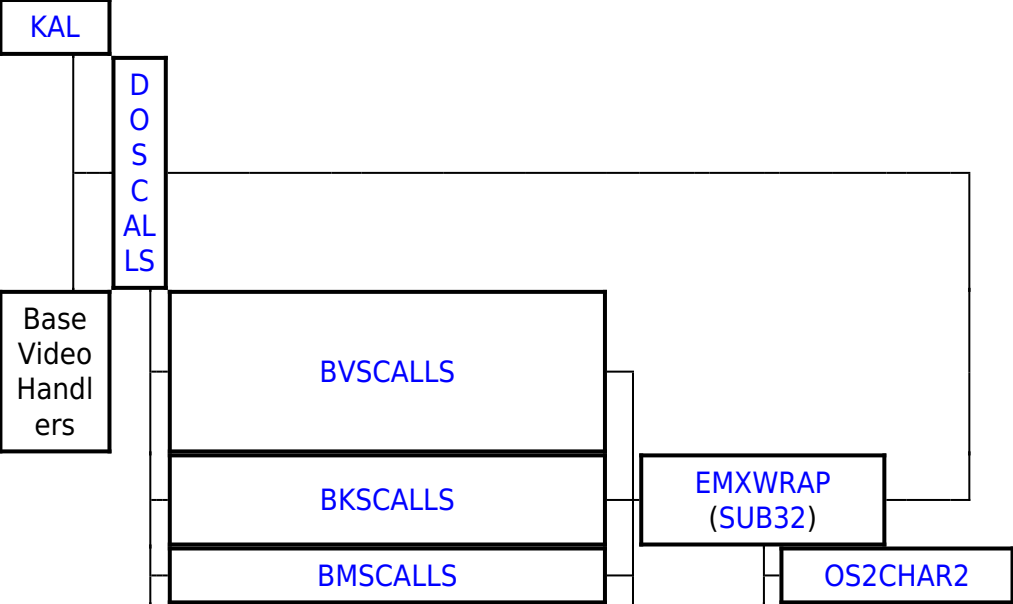 KAL
D
O
S
C
AL
LS
Base
Video
Handl
ers
BVSCALLS
BKSCALLS
EMXWRAP
(SUB32)
BMSCALLS
OS2CHAR2